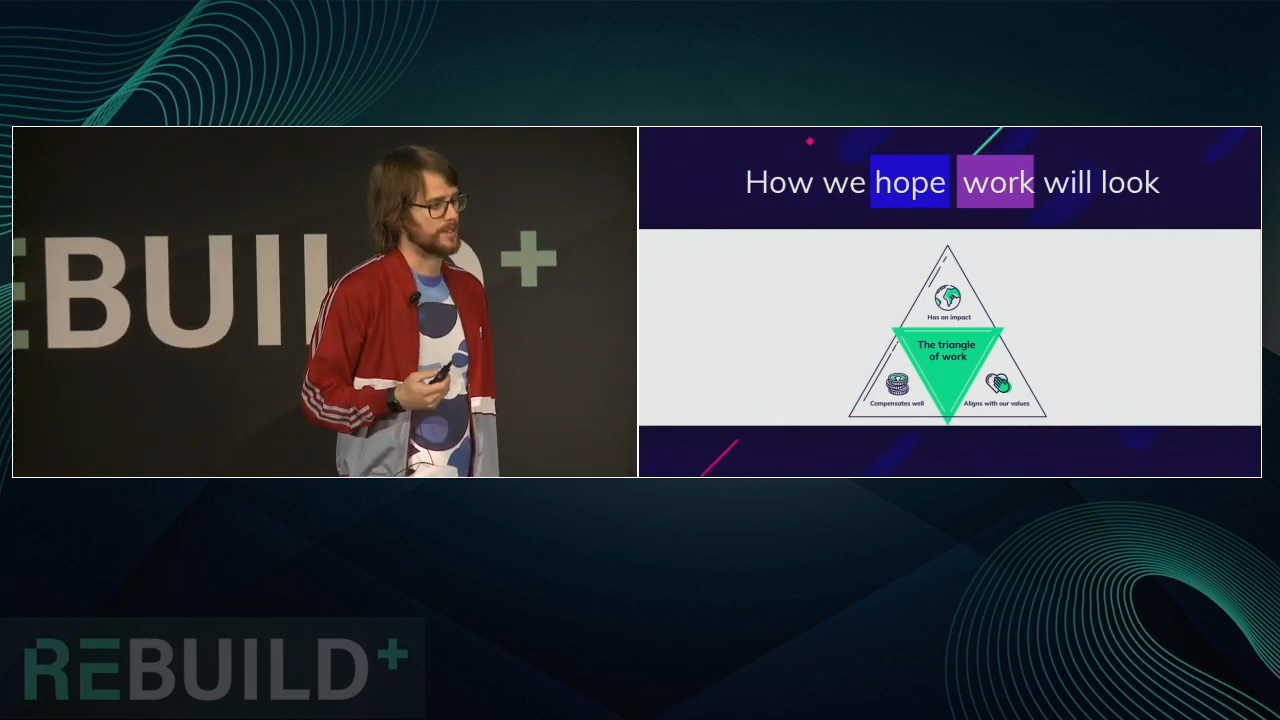 EBUILD+
How we hope work will look
Has an impact
The triangle
of work
Compensates well
Aligns with our values
REBUILD+